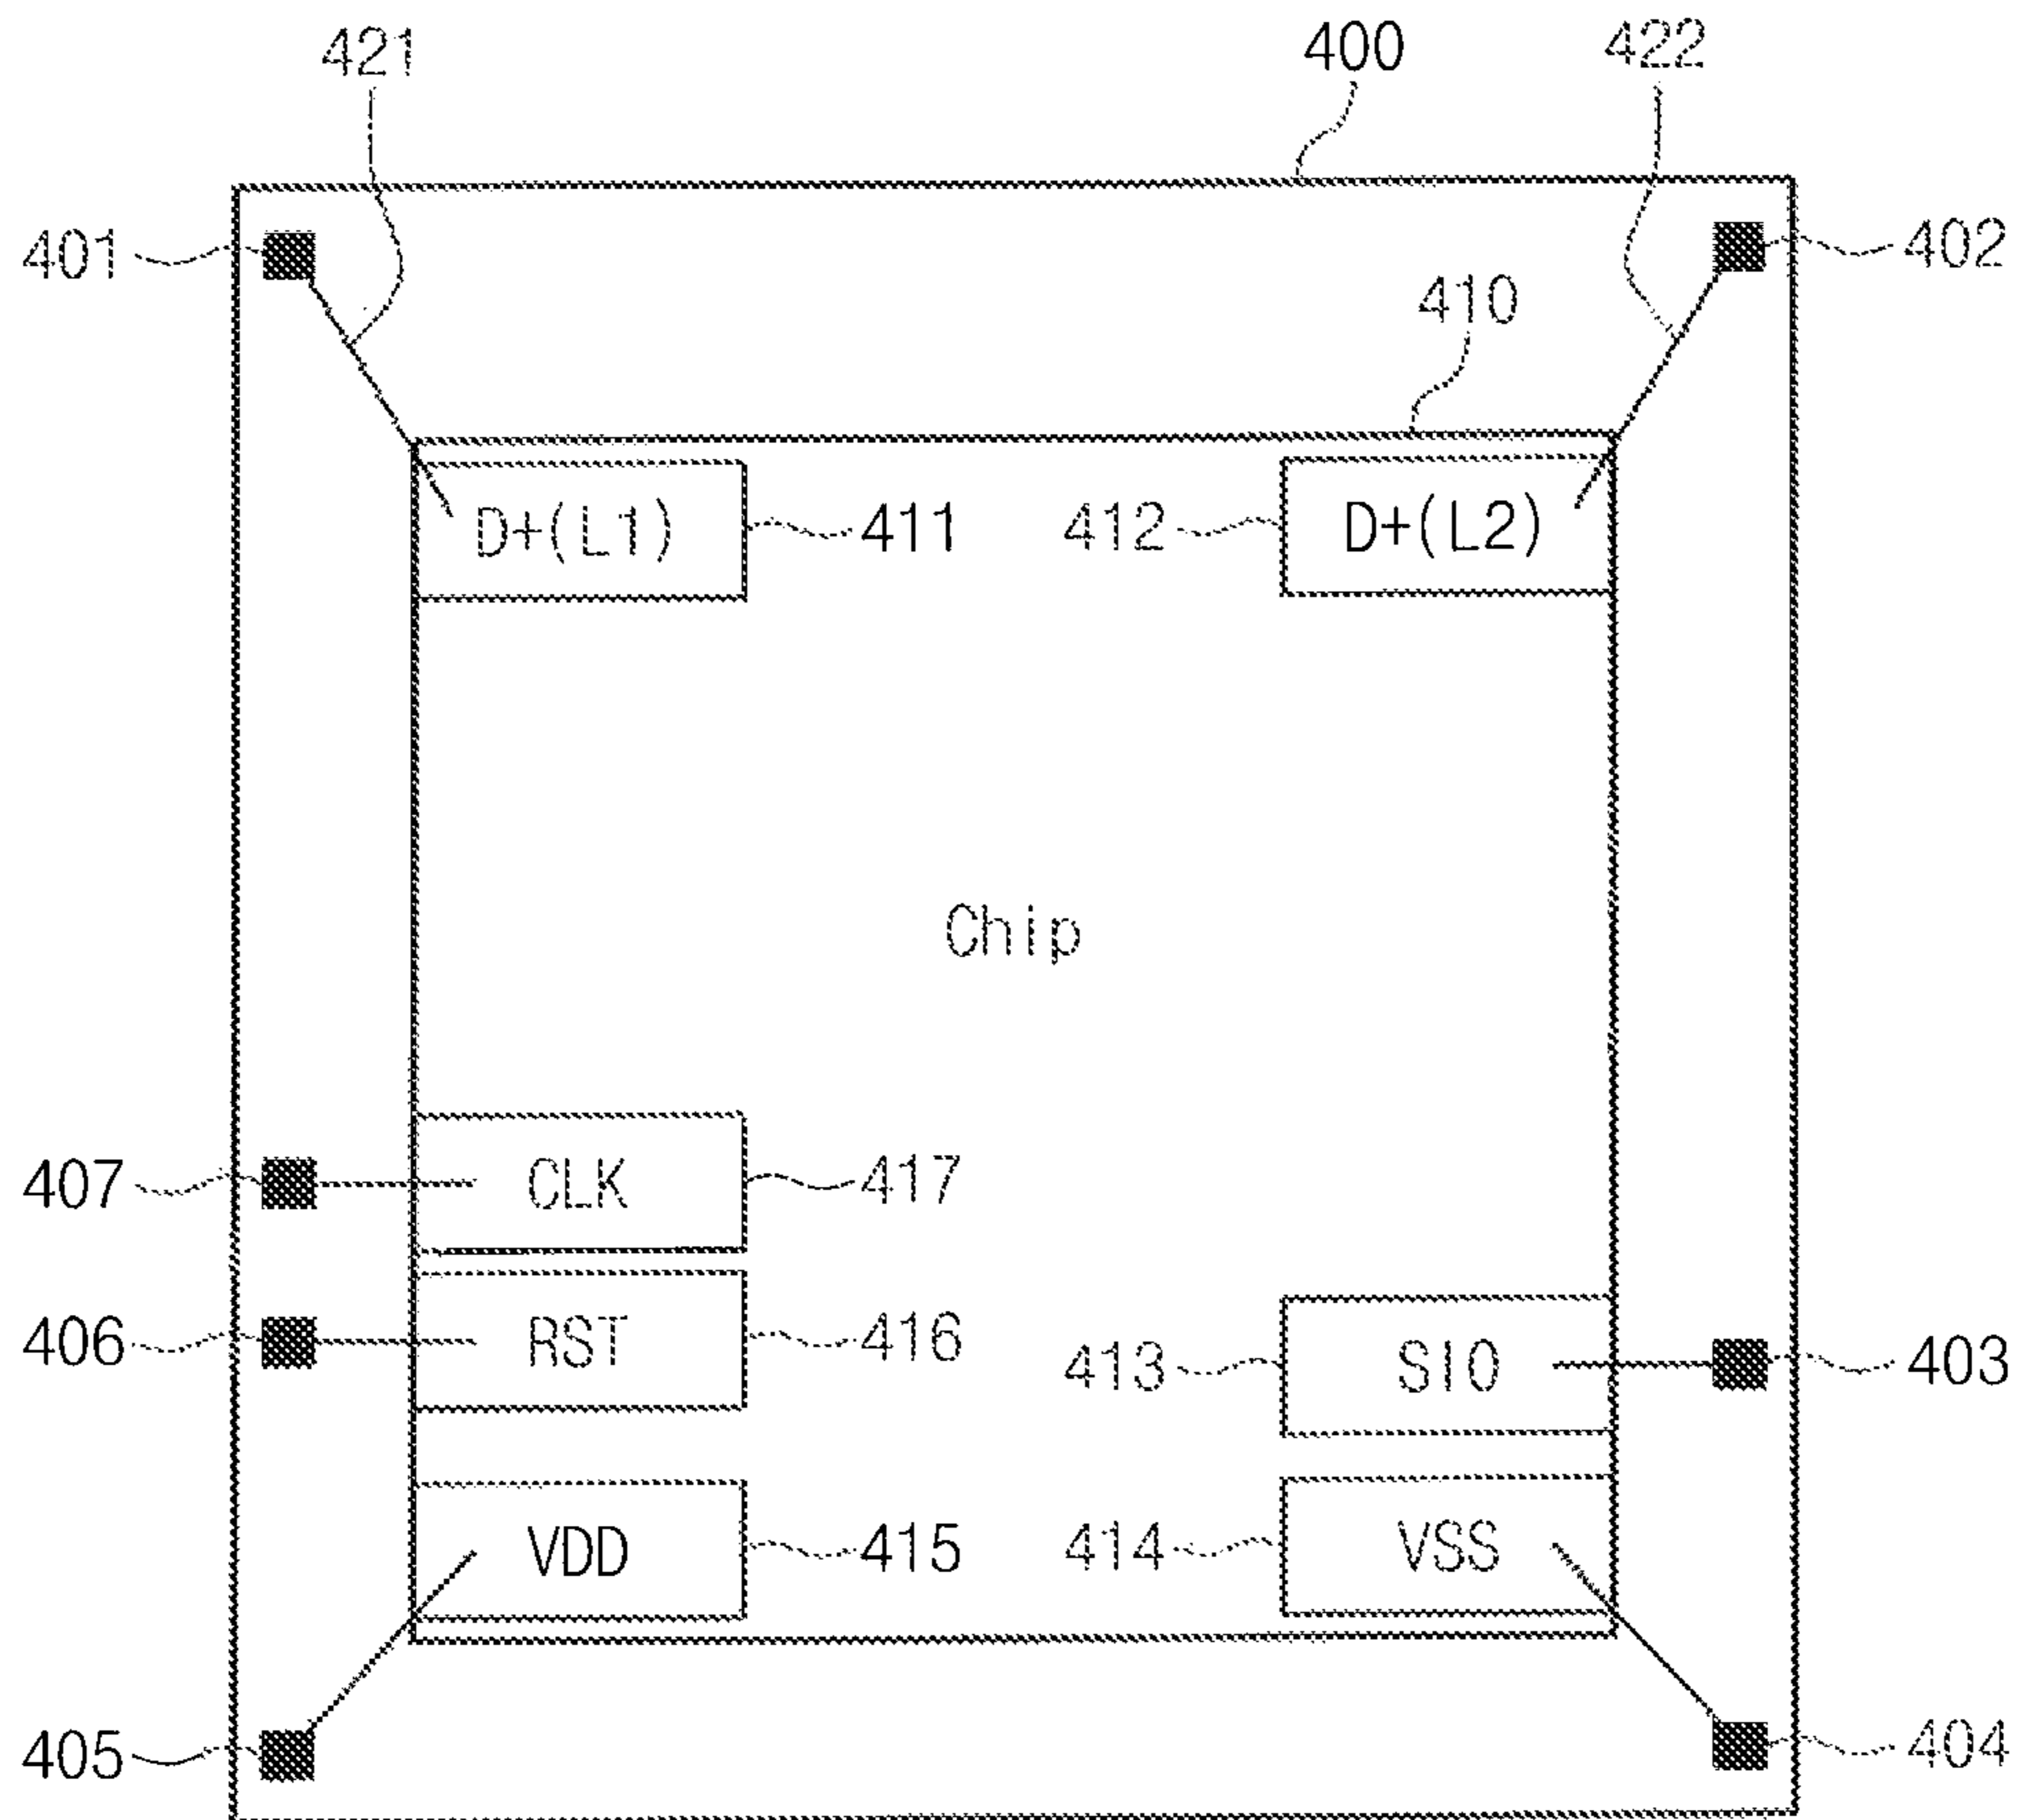 421 400 422
401 402
410
D+(L1) 411 412 D+(L2)
Chip
407 CLK 417
406 RST 416 413 SIO 403
VDD 415 414 VSS
405 404